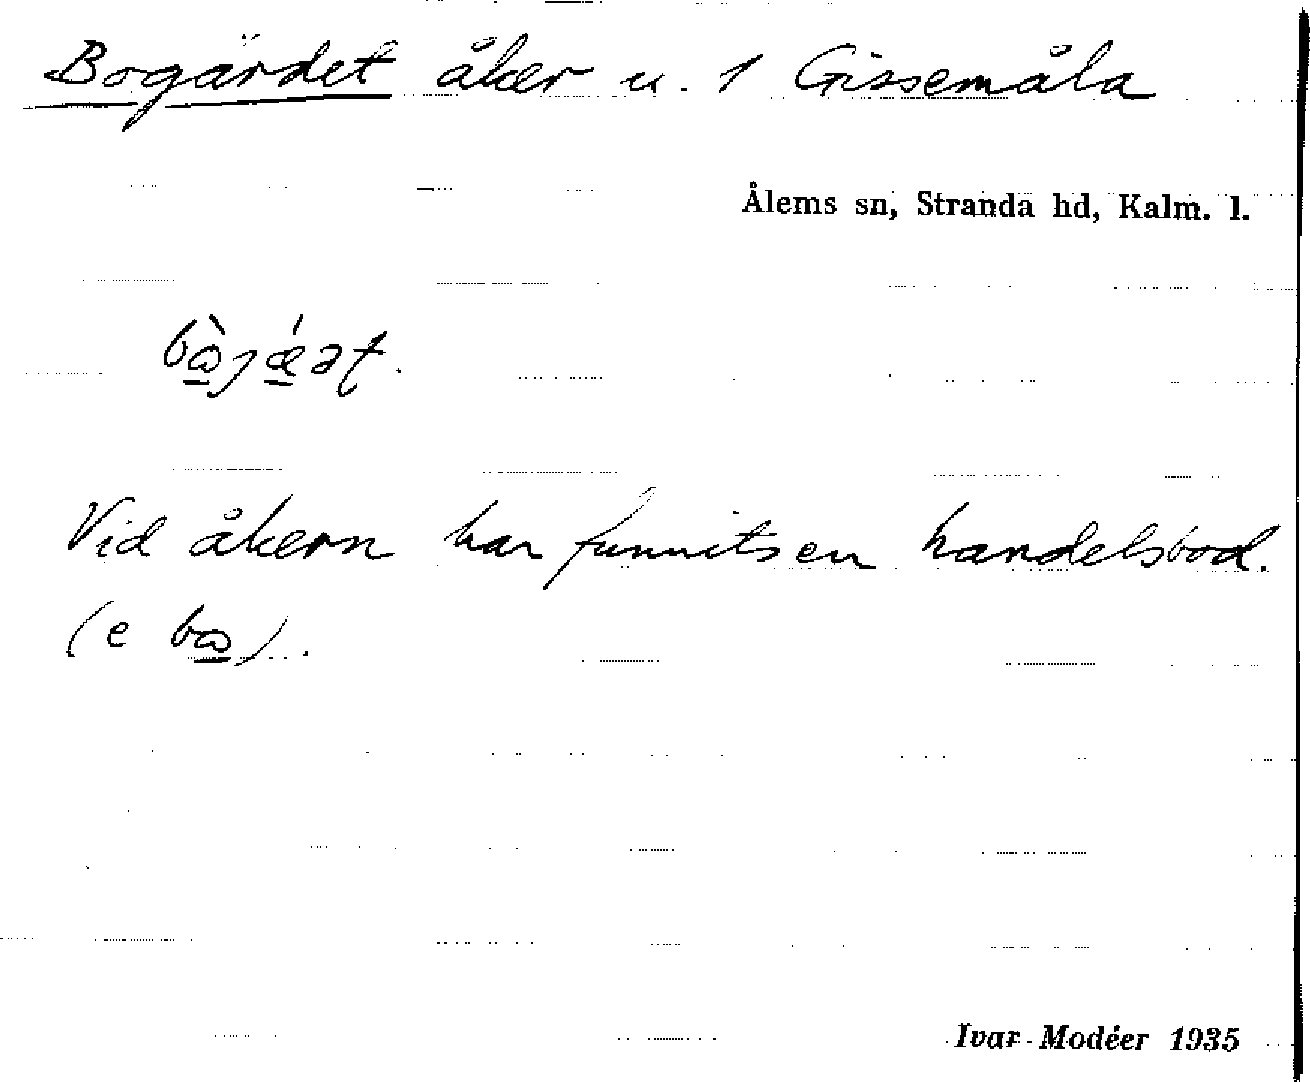 Bogärdet åker u. 1 Gissemåla
Ålems sn, Stranda hd, Kalm. l.
Vid åkern har funnits en handelsbod.
Ivar Modéer 1935